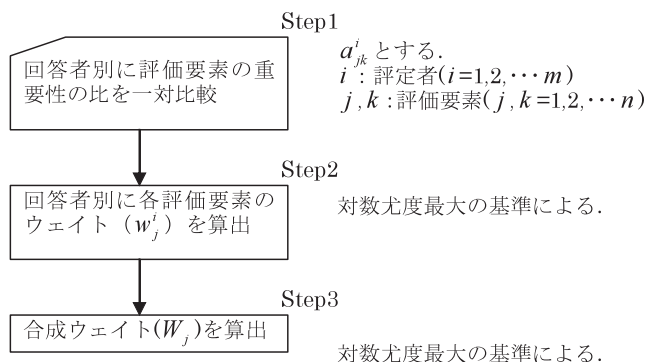 Step1
回答者別に評価要素の重
要性の比を一対比較
a^i_{jk} とする.
i : 評定者(i=1,2,⋯m)
j,k : 評価要素(j,k=1,2,⋯n)
Step2
回答者別に各評価要素の
ウェイト（w^i_j）を算出
対数尤度最大の基準による.
Step3
合成ウェイト(W_j)を算出
対数尤度最大の基準による.